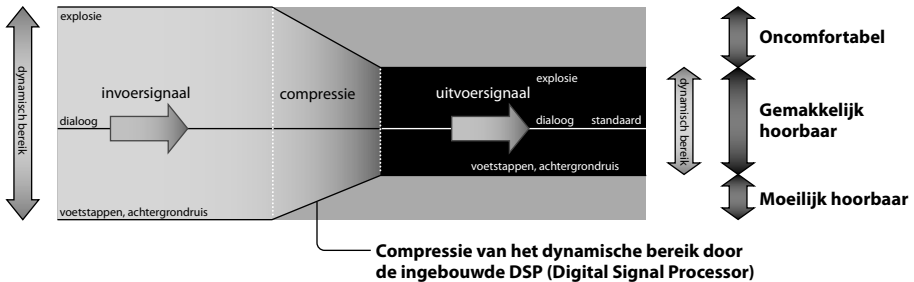 explosie
dynamisch bereik
invoersignaal
compressie
dialoog
voetstappen, achtergrondruis
explosie
uitvoersignaal
dialoog
standaard
voetstappen, achtergrondruis
dynamisch bereik
Oncomfortabel
Gemakkelijk
hoorbaar
Moeilijk hoorbaar
Compressie van het dynamische bereik door
de ingebouwde DSP (Digital Signal Processor)